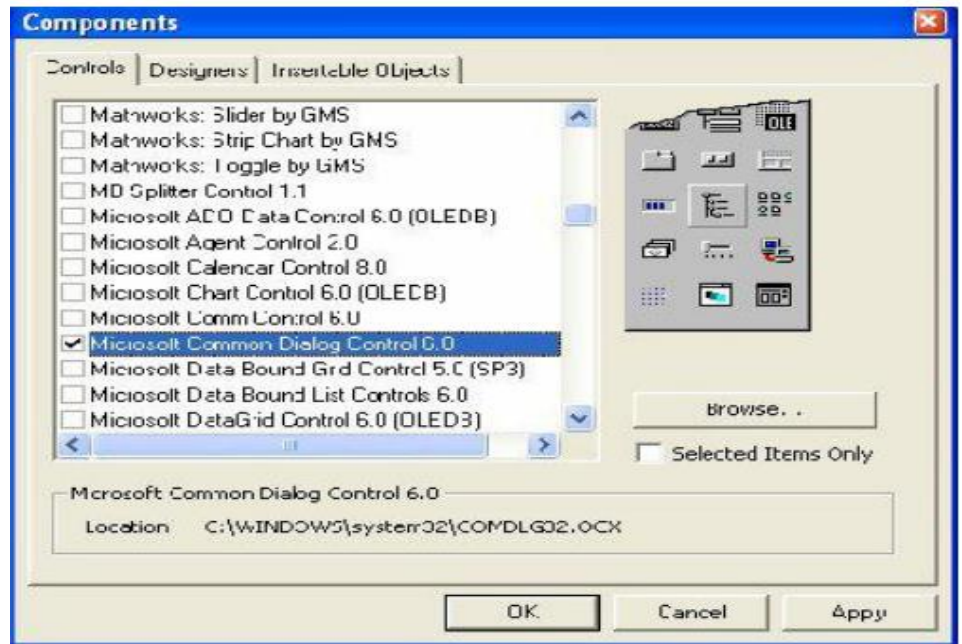 Components
Controls Designers Insertable Objects
Mathworks: Slider by GMS
Mathworks: Strip Chart by GMS
Mathworks: Toggle by GMS
MD Splitter Control 1.1
Microsoft ADO Data Control 6.0 (OLEDB)
Microsoft Agent Control 2.0
Microsoft Calendar Control 8.0
Microsoft Chart Control 6.0 (OLEDB)
Microsoft Comm Control 6.0
Microsoft Common Dialog Control 6.0
Microsoft Data Bound Grid Control 5.0 (SP3)
Microsoft Data Bound List Controls 6.0
Microsoft DataGrid Control 6.0 (OLEDB)
OLE
Browse...
Selected Items Only
Microsoft Common Dialog Control 6.0
Location C:\WINDOWS\system32\COMDLG32.OCX
OK Cancel Apply